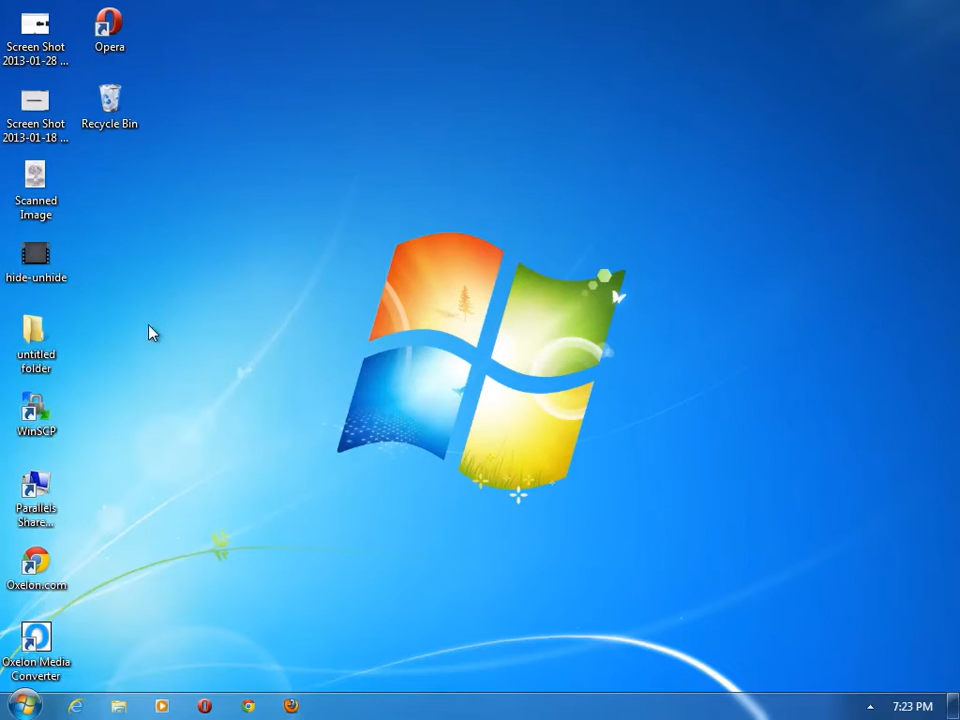 Screen Shot
2013-01-28 ...
Opera
Screen Shot
2013-01-18 ...
Recycle Bin
Scanned
Image
hide-unhide
untitled
folder
WinSCP
Parallels
Share...
Oxelon.com
Oxelon Media
Converter
7:23 PM